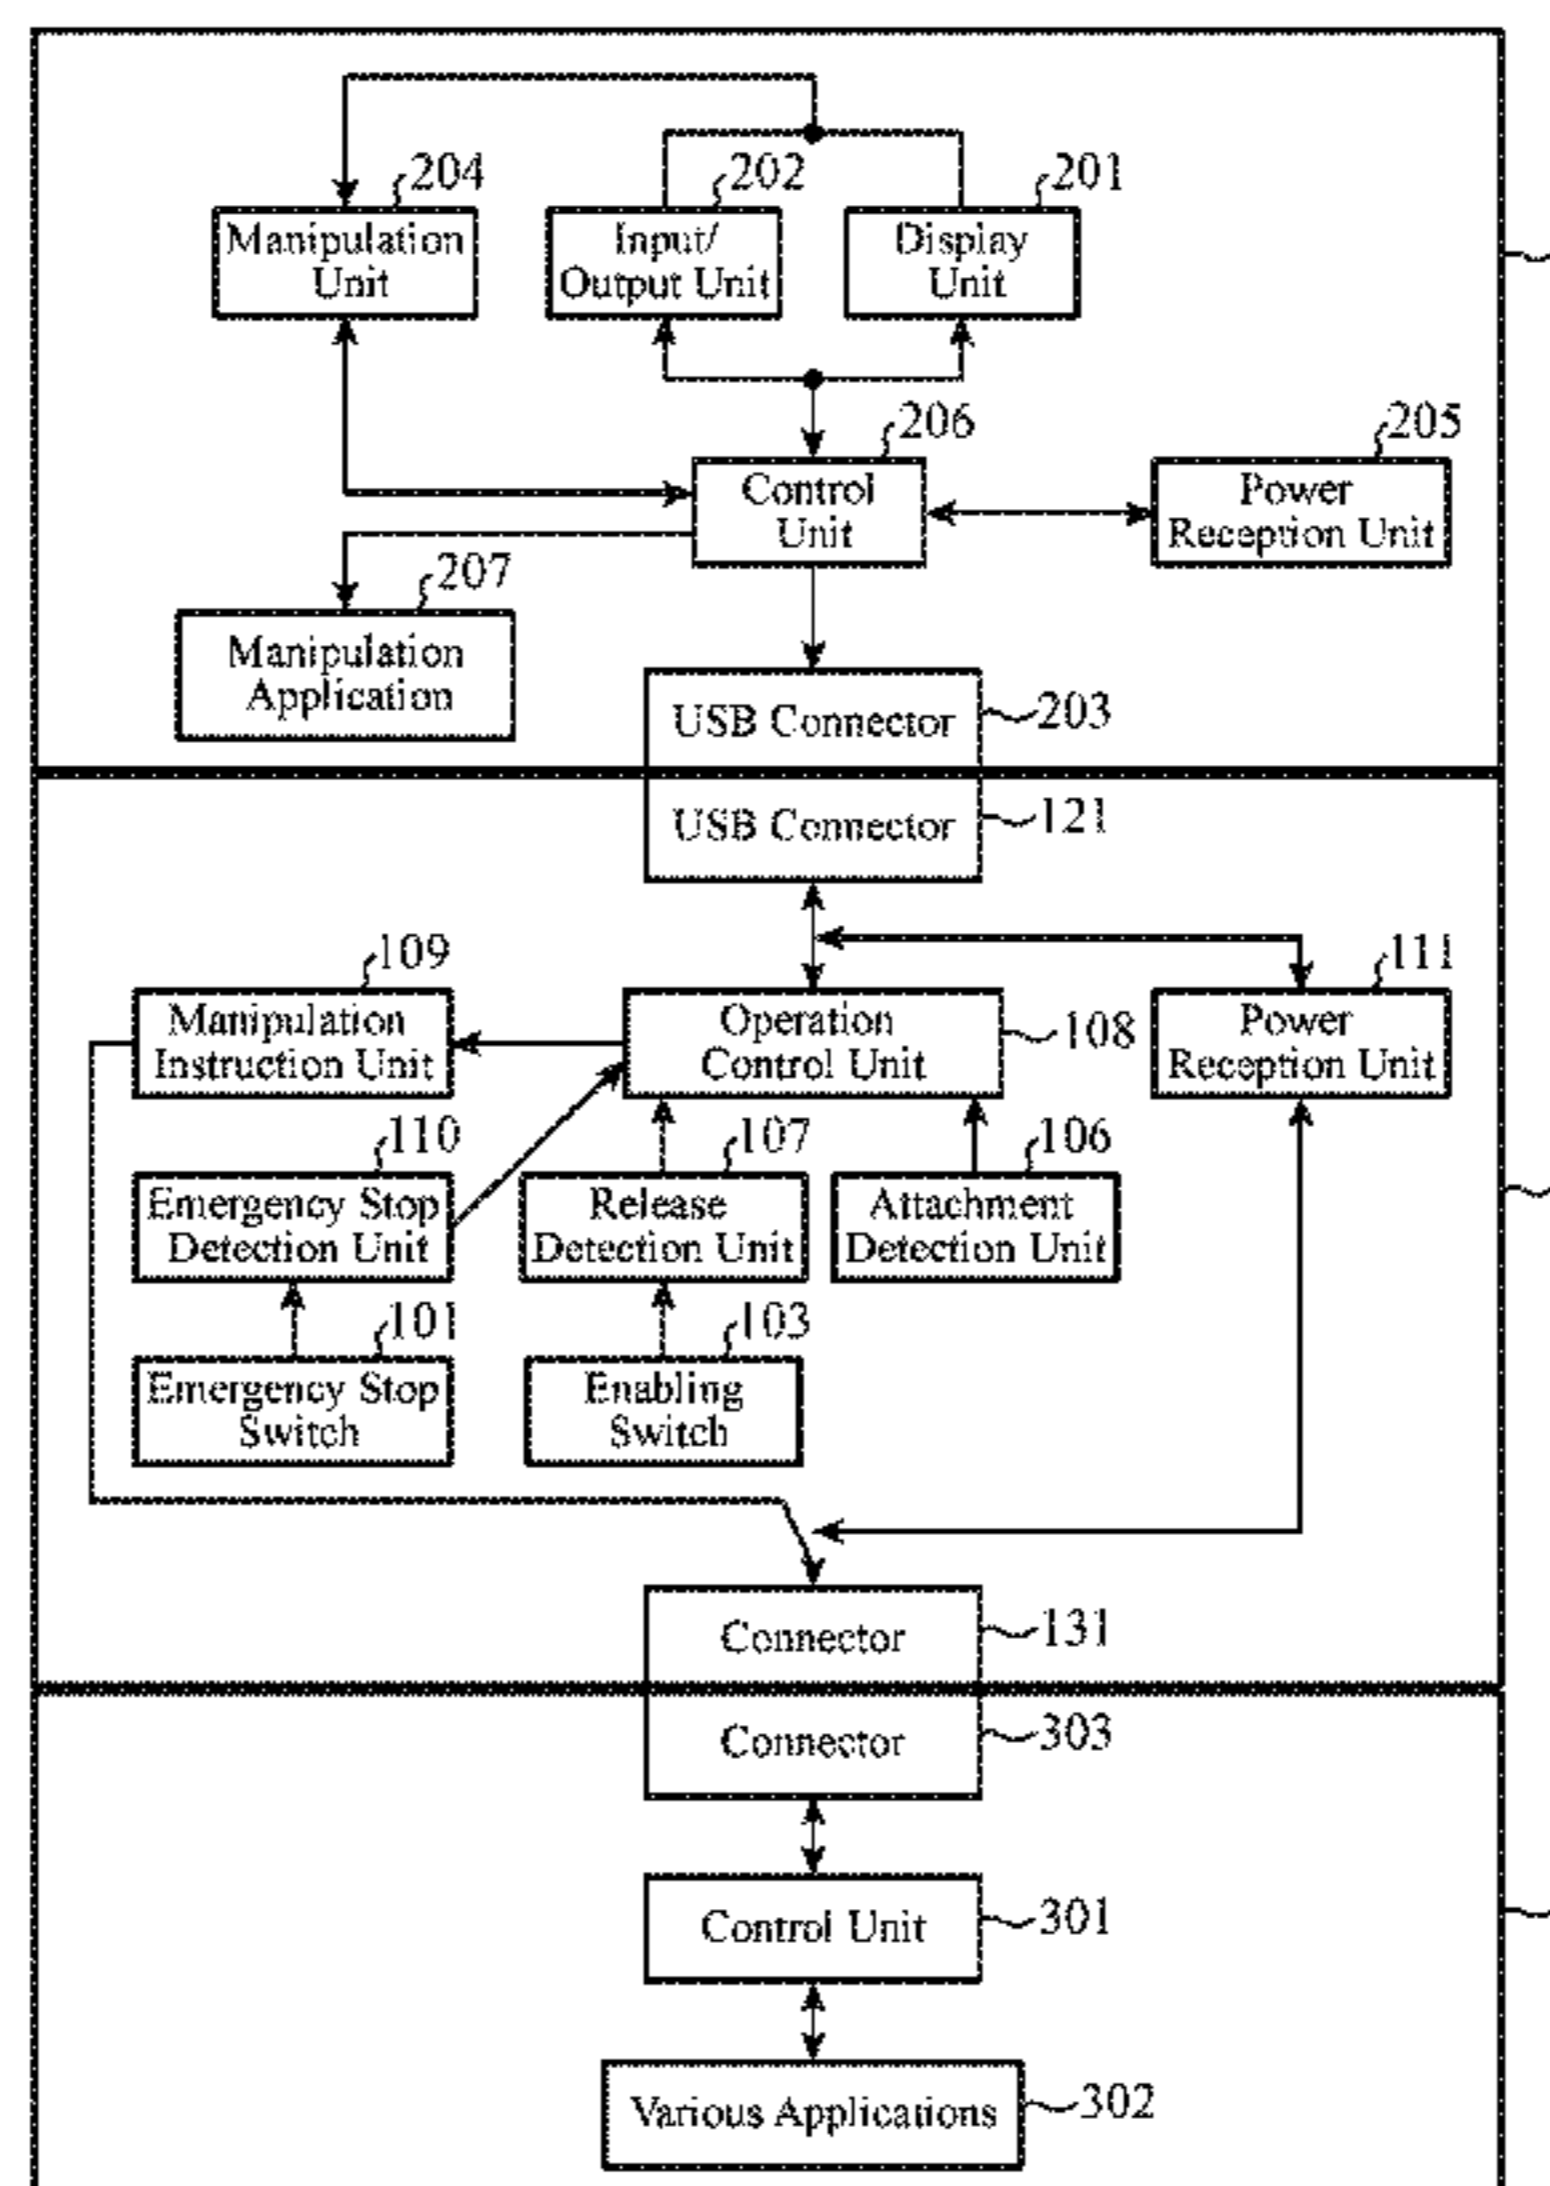 204
202
201
Manipulation
Unit
Input/
Output Unit
Display
Unit
206
205
Control
Unit
Power
Reception Unit
207
Manipulation
Application
USB Connector
203
USB Connector
121
109
111
Manipulation
Instruction Unit
Operation
Control Unit
108
Power
Reception Unit
110
107
106
Emergency Stop
Detection Unit
Release
Detection Unit
Attachment
Detection Unit
101
103
Emergency Stop
Switch
Enabling
Switch
Connector
131
Connector
303
Control Unit
301
Various Applications
302